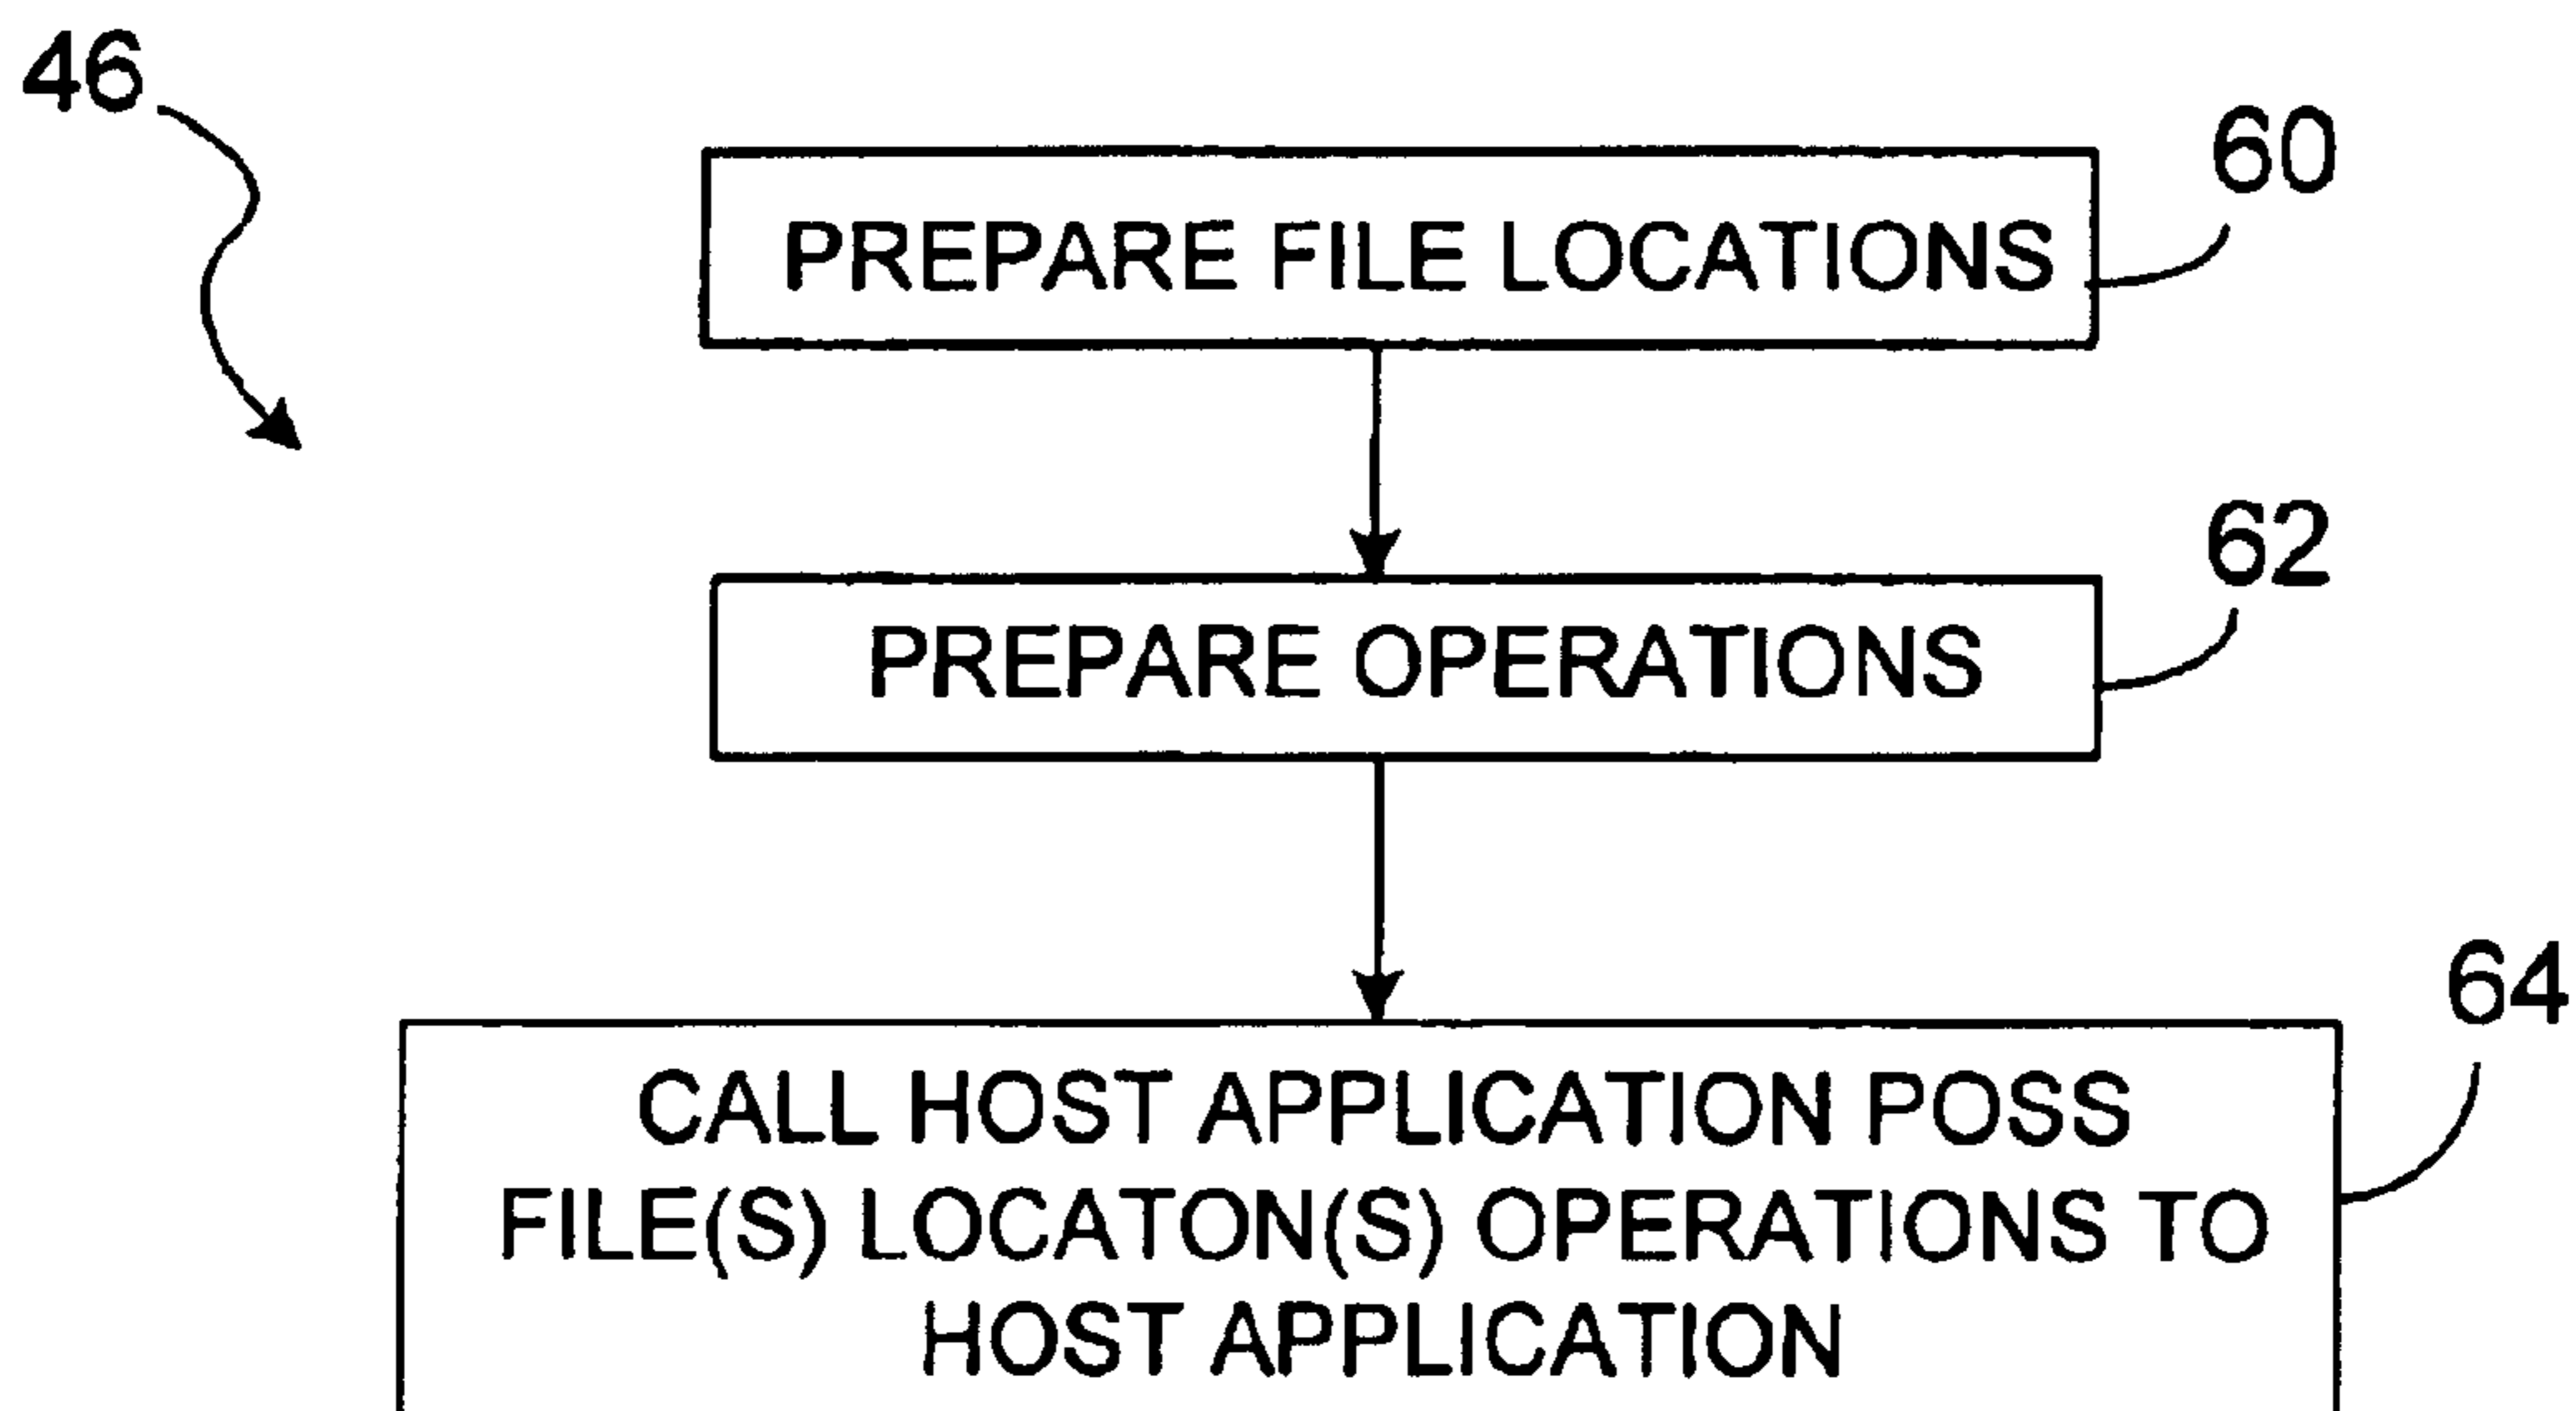 46
60
PREPARE FILE LOCATIONS
62
PREPARE OPERATIONS
64
CALL HOST APPLICATION POSS
FILE(S) LOCATON(S) OPERATIONS TO
HOST APPLICATION